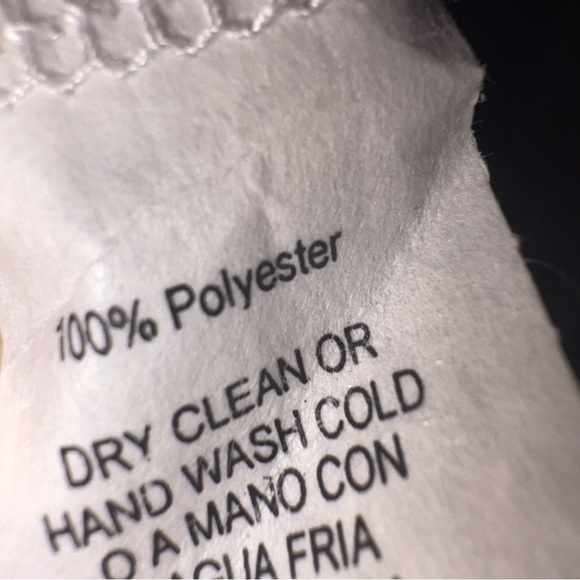 100% Polyester
DRY CLEAN OR
HAND WASH COLD
O A MANO CON
AGUA FRIA